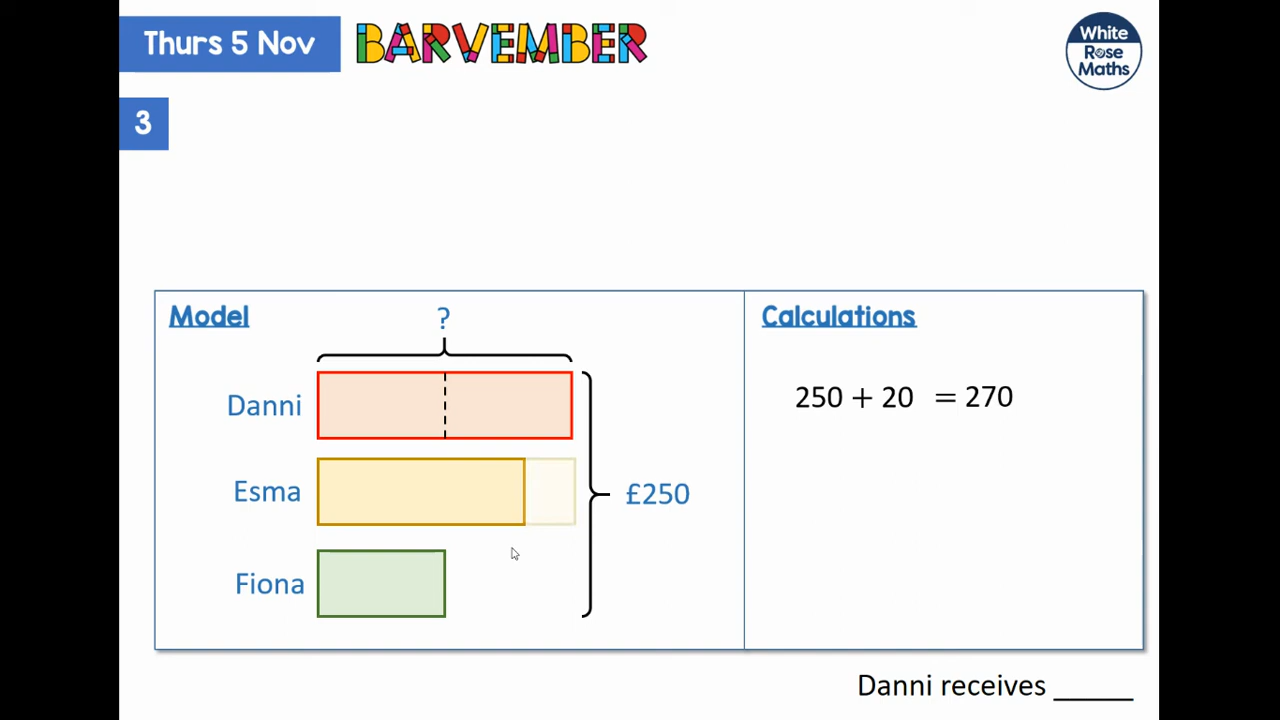 Thurs 5 Nov
BARVEMBER
White
Rose
Maths
3
Model
?
Danni
Esma
Fiona
£250
Calculations
250 + 20 = 270
Danni receives ______